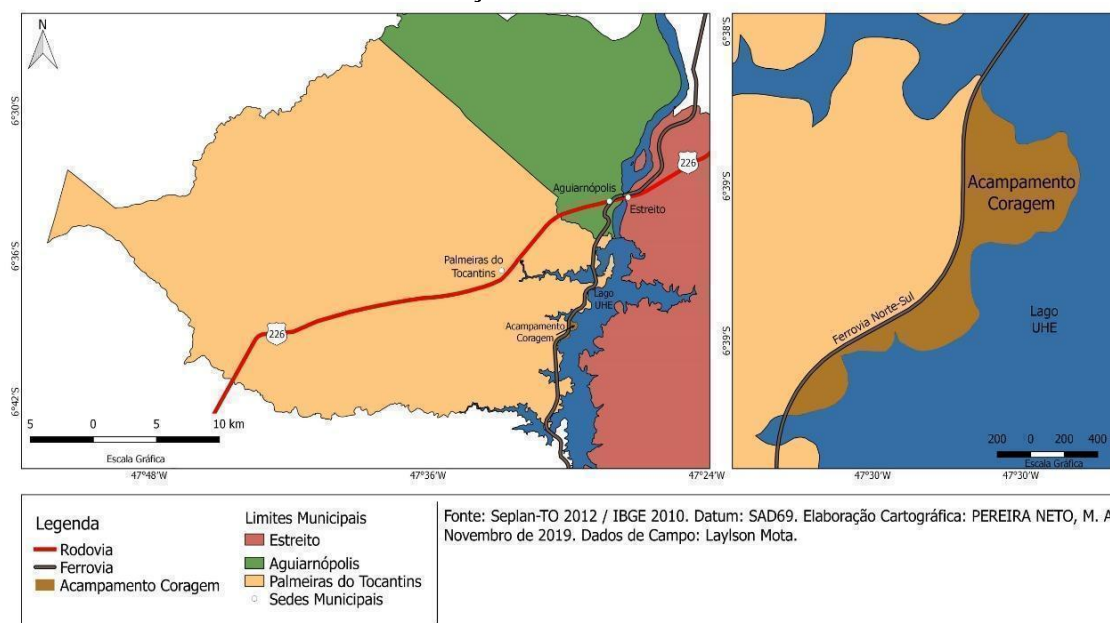 N
6°30'S
6°36'S
6°42'S
226
Aguiarnópolis
Estreito
Palmeiras do
Tocantins
Lago
UHE
Acampamento
Coragem
226
5 0 5 10 km
Escala Gráfica
47°48'W 47°36'W 47°24'W
6°38'S
6°39'S
6°39'S
Acampamento
Coragem
Ferrovia Norte-Sul
Lago
UHE
200 0 200 400
Escala Gráfica
47°30'W 47°30'W
Legenda
Rodovia
Ferrovia
Acampamento Coragem
Limites Municipais
Estreito
Aguiarnópolis
Palmeiras do Tocantins
Sedes Municipais
Fonte: Seplan-TO 2012 / IBGE 2010. Datum: SAD69. Elaboração Cartográfica: PEREIRA NETO, M. A
Novembro de 2019. Dados de Campo: Laylson Mota.